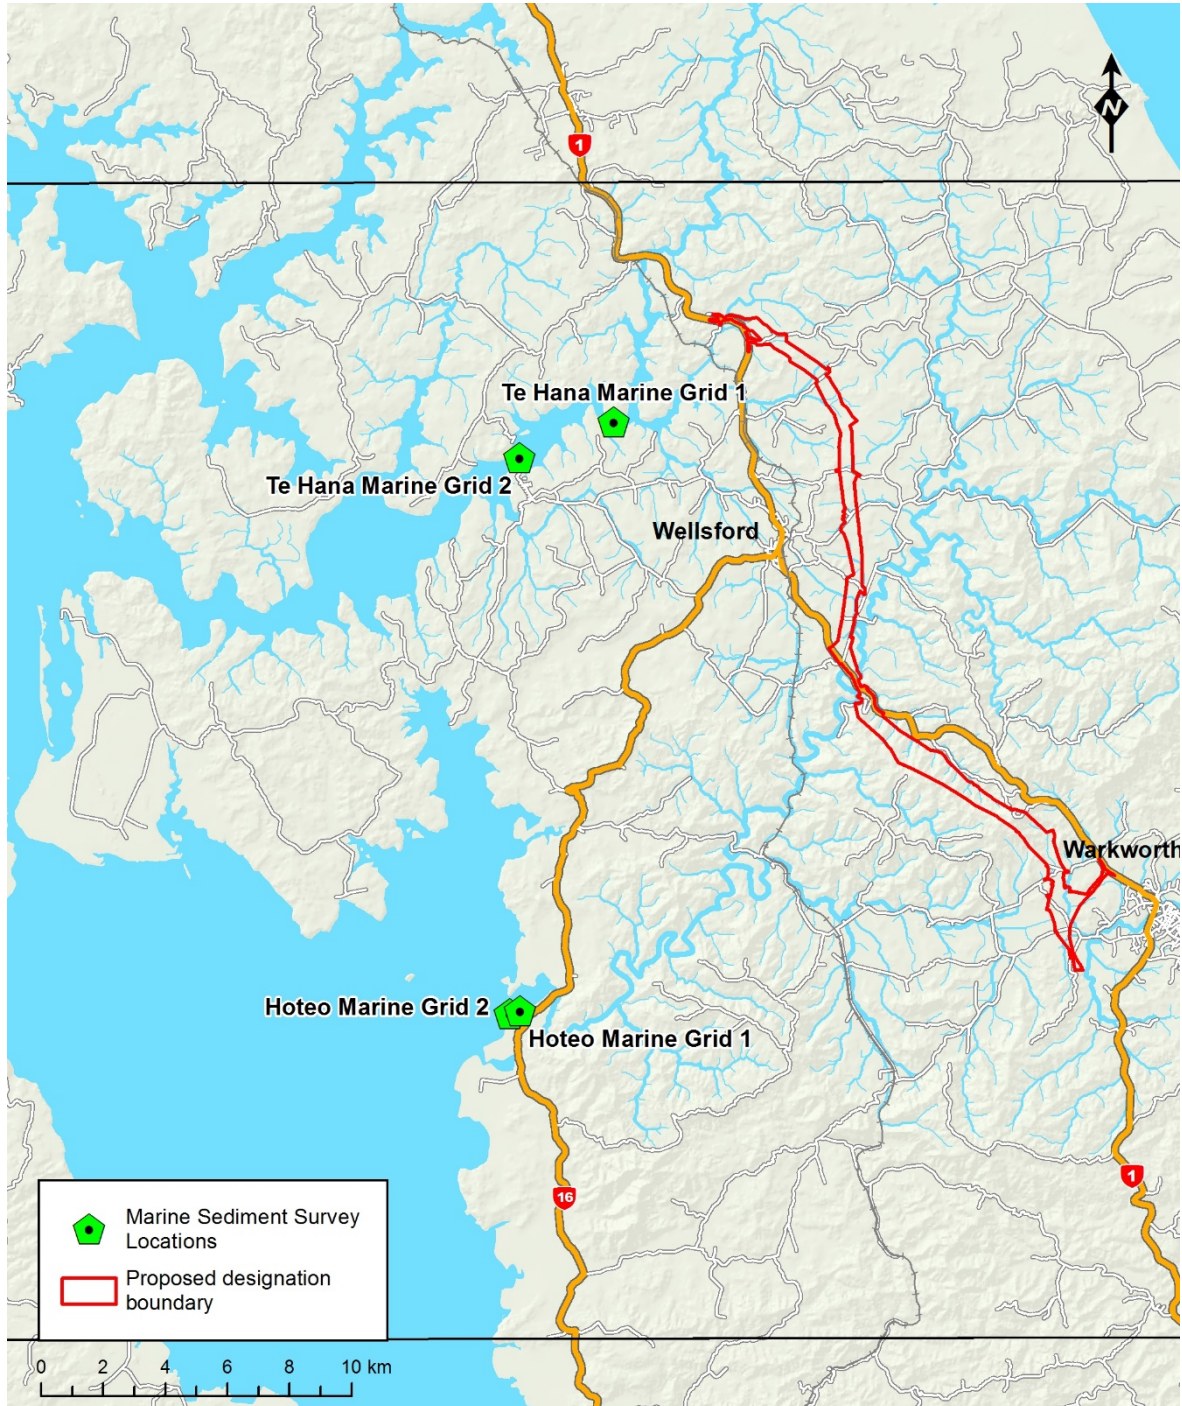 N
1
Te Hana Marine Grid 1
Te Hana Marine Grid 2
Wellsford
Warkworth
Hoteo Marine Grid 2
Hoteo Marine Grid 1
1
16
Marine Sediment Survey
Locations
Proposed designation
boundary
0 2 4 6 8 10 km